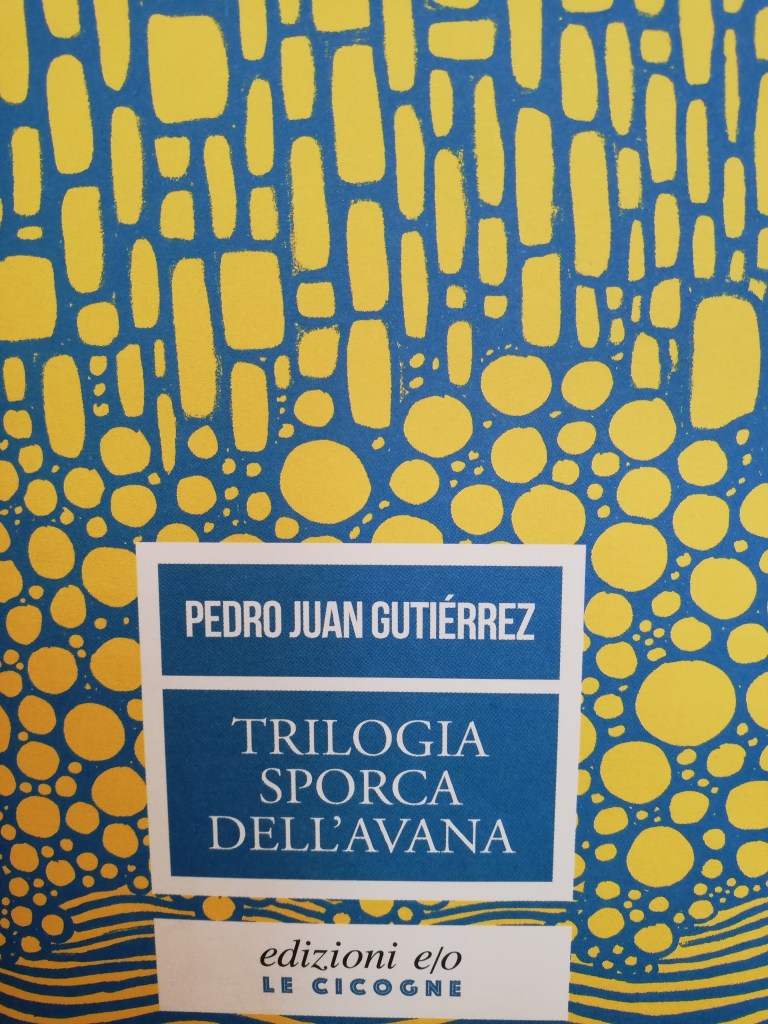 PEDRO JUAN GUTIÉRREZ
TRILOGIA
SPORCA
DELL'AVANA
edizioni e/o
LE CICOGNE